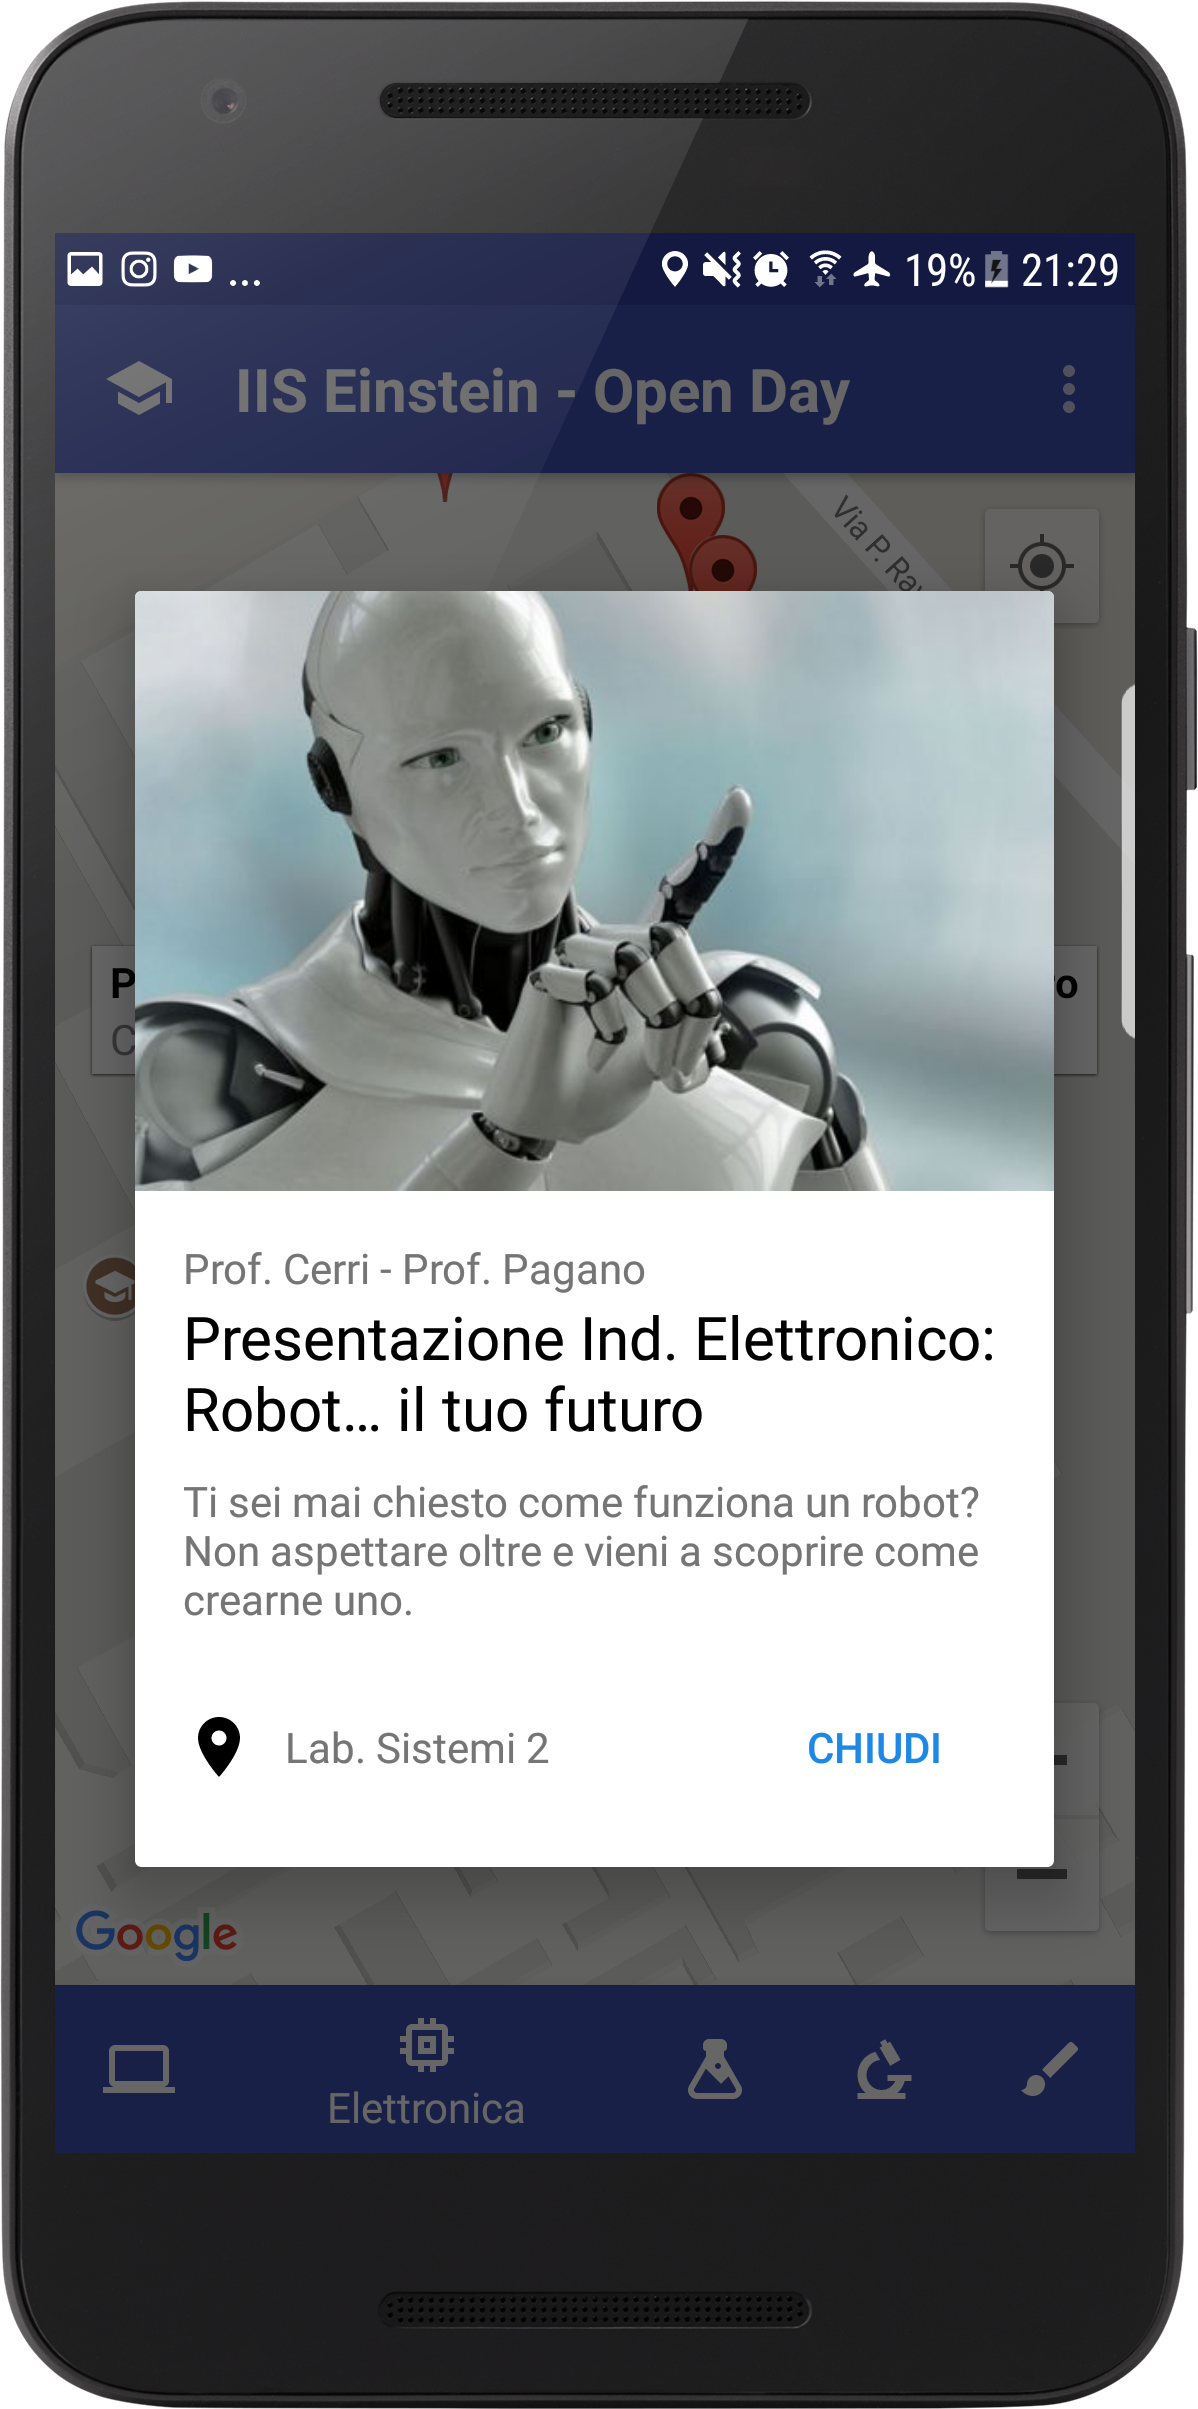 ... 19% 21:29
IIS Einstein - Open Day
Via P. Rav
P
o
C
Prof. Cerri - Prof. Pagano
Presentazione Ind. Elettronico:
Robot... il tuo futuro
Ti sei mai chiesto come funziona un robot?
Non aspettare oltre e vieni a scoprire come
crearne uno.
Lab. Sistemi 2 CHIUDI
Google
Elettronica